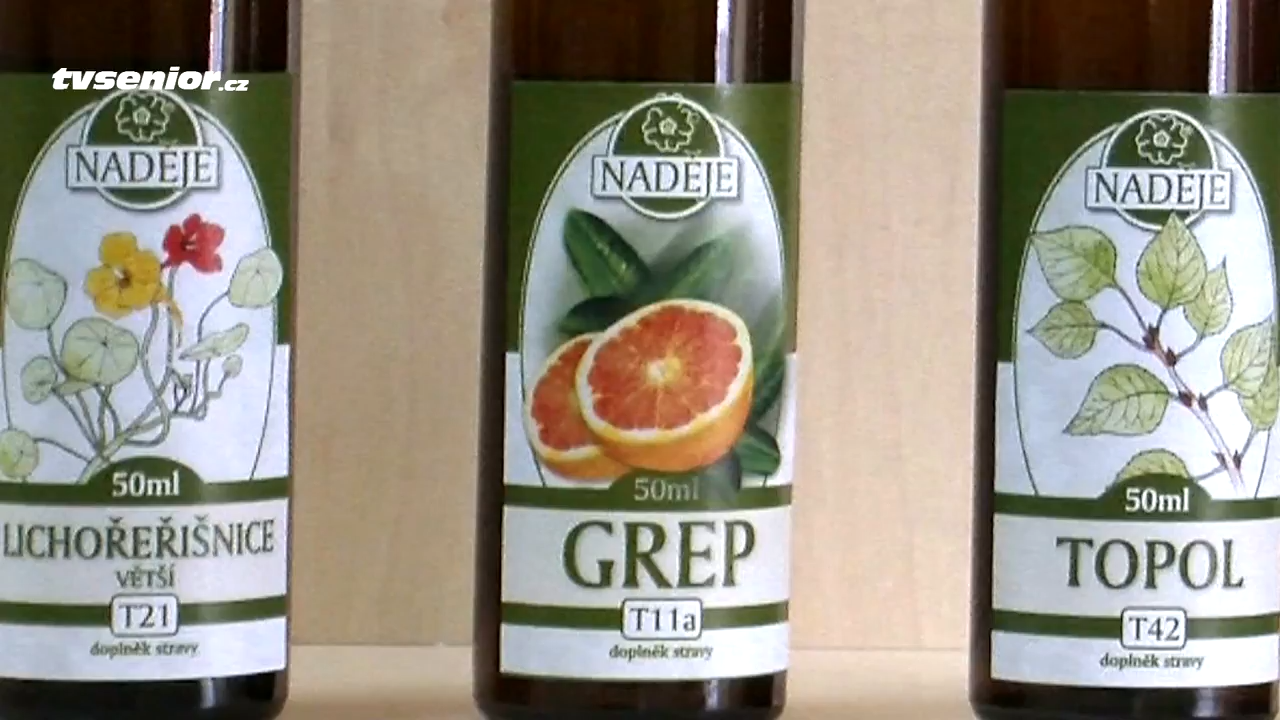 tvsenior.cz
NADĚJE
50ml
LICHOŘEŘIŠNICE
VĚTŠÍ
T21
doplněk stravy
NADĚJE
50ml
GREP
T11a
doplněk stravy
NADĚJE
50ml
TOPOL
T42
doplněk stravy